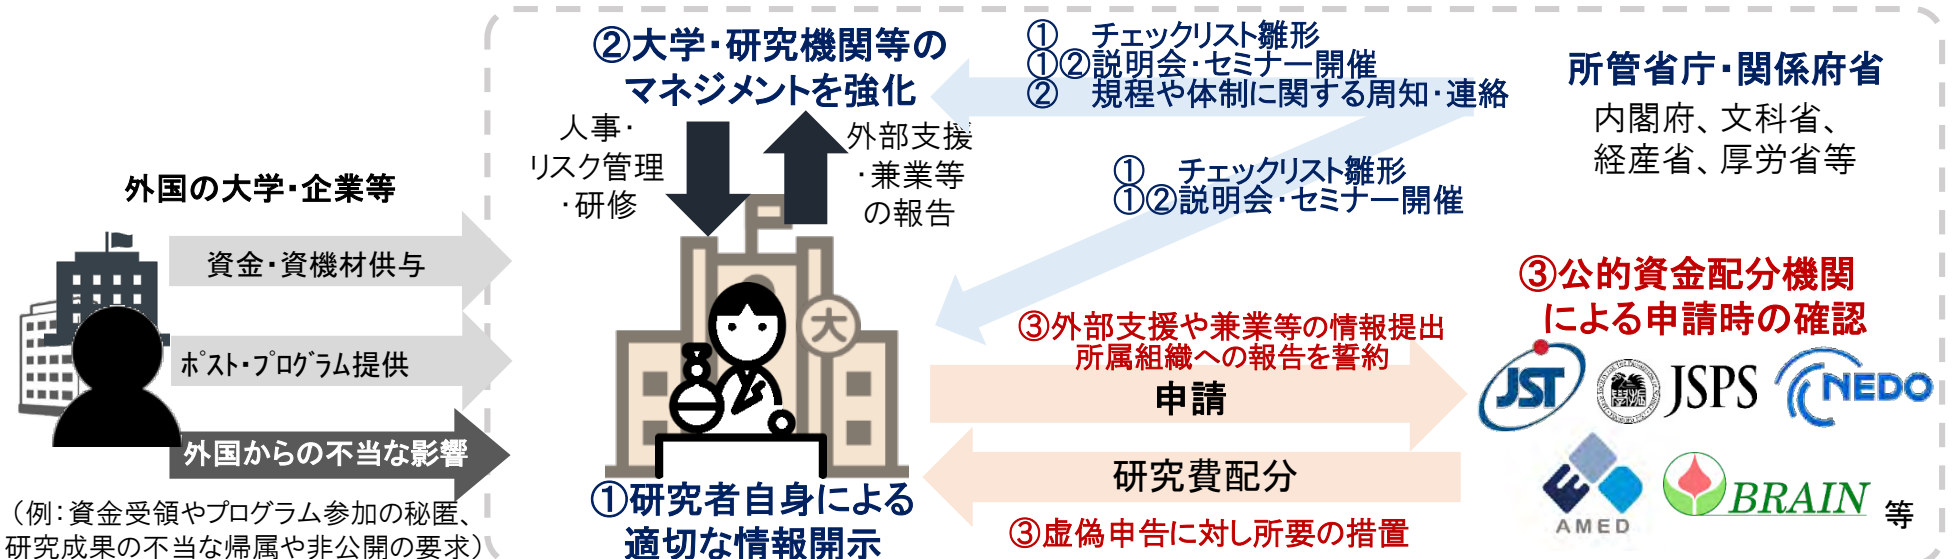 外国の大学・企業等
資金・資機材供与
ﾎﾟｽﾄ・ﾌﾟﾛｸﾞﾗﾑ提供
外国からの不当な影響
（例：資金受領やプログラム参加の秘匿、
研究成果の不当な帰属や非公開の要求）
②大学・研究機関等の
マネジメントを強化
人事・
リスク管理
・研修
外部支援
・兼業等
の報告
大
①研究者自身による
適切な情報開示
①　チェックリスト雛形
①②説明会・セミナー開催
②　規程や体制に関する周知・連絡
①　チェックリスト雛形
①②説明会・セミナー開催
所管省庁・関係府省
内閣府、文科省、
経産省、厚労省等
③外部支援や兼業等の情報提出
所属組織への報告を誓約
申請
研究費配分
③虚偽申告に対し所要の措置
③公的資金配分機関
による申請時の確認
JST
JSPS
NEDO
AMED
BRAIN
等